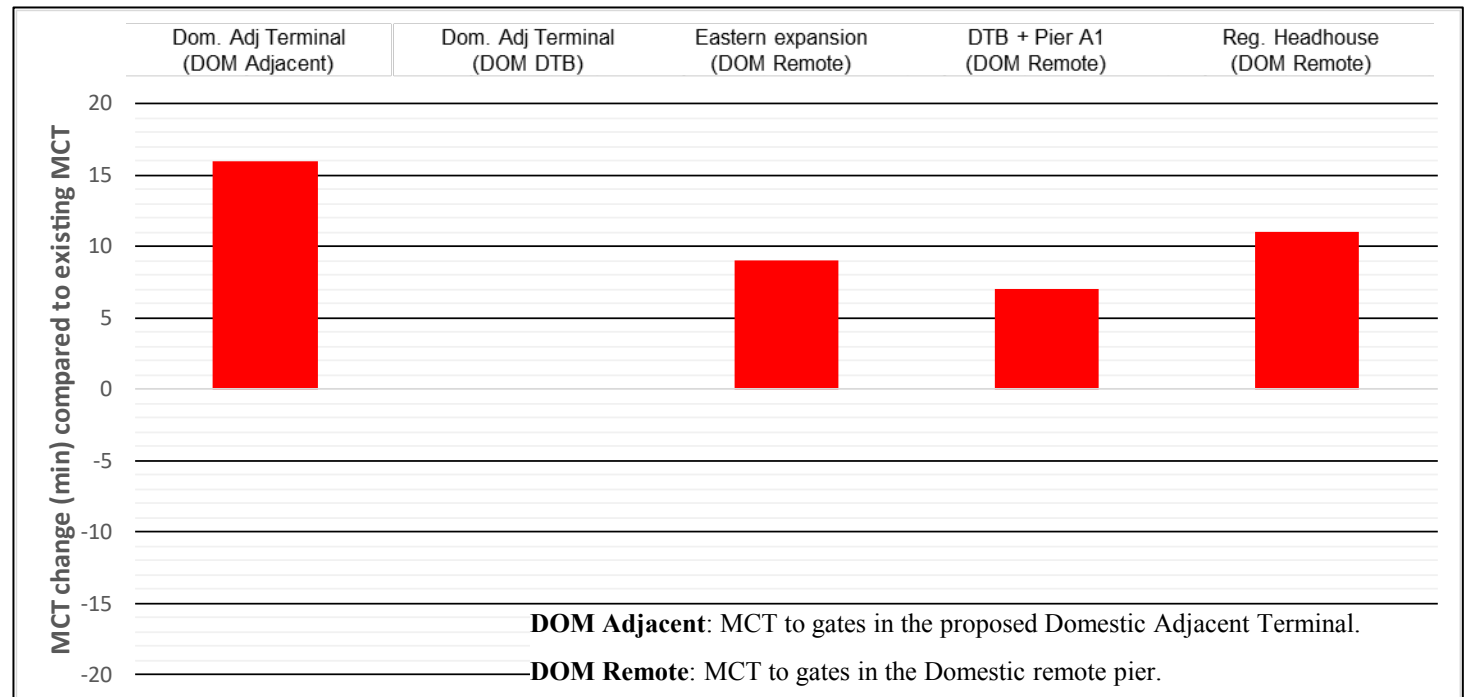 Dom. Adj Terminal
(DOM Adjacent)
Dom. Adj Terminal
(DOM DTB)
Eastern expansion
(DOM Remote)
DTB + Pier A1
(DOM Remote)
Reg. Headhouse
(DOM Remote)
MCT change (min) compared to existing MCT
20
15
10
5
0
-5
-10
-15
-20
DOM Adjacent: MCT to gates in the proposed Domestic Adjacent Terminal.
DOM Remote: MCT to gates in the Domestic remote pier.